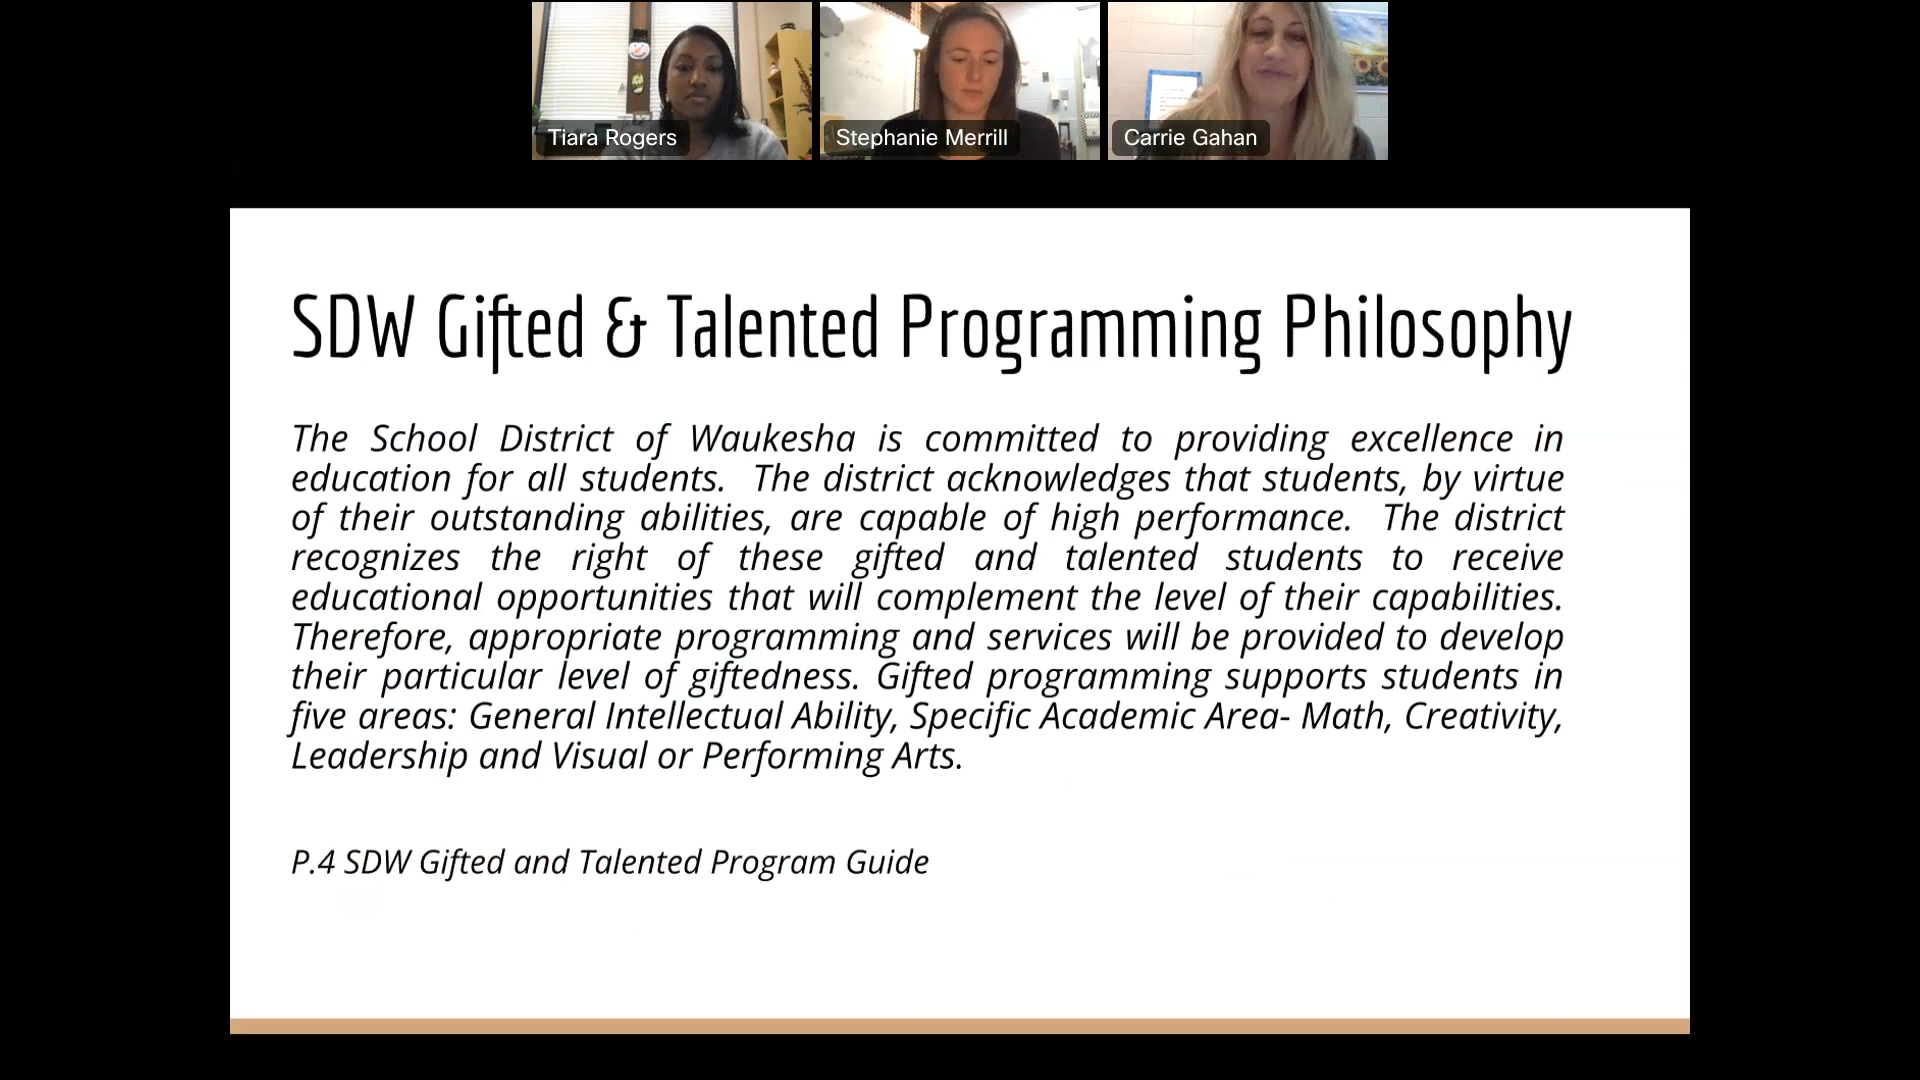 Tiara Rogers
Stephanie Merrill
Carrie Gahan
SDW Gifted & Talented Programming Philosophy
The School District of Waukesha is committed to providing excellence in
education for all students. The district acknowledges that students, by virtue
of their outstanding abilities, are capable of high performance. The district
recognizes the right of these gifted and talented students to receive
educational opportunities that will complement the level of their capabilities.
Therefore, appropriate programming and services will be provided to develop
their particular level of giftedness. Gifted programming supports students in
five areas: General Intellectual Ability, Specific Academic Area- Math, Creativity,
Leadership and Visual or Performing Arts.
P.4 SDW Gifted and Talented Program Guide